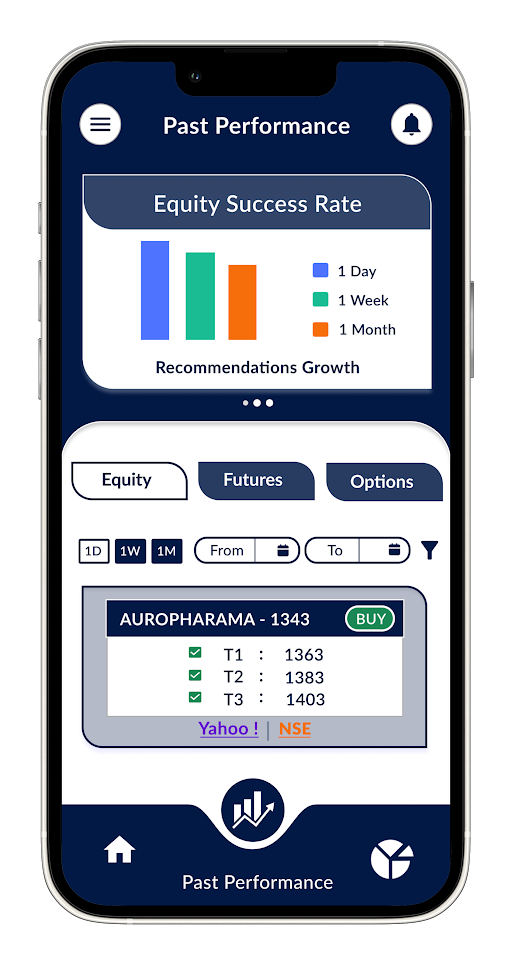 Past Performance
Equity Success Rate
1 Day
1 Week
1 Month
Recommendations Growth
Equity Futures Options
1D 1W 1M From To
AUROPHARAMA - 1343 BUY
T1 : 1363
T2 : 1383
T3 : 1403
Yahoo ! | NSE
Past Performance